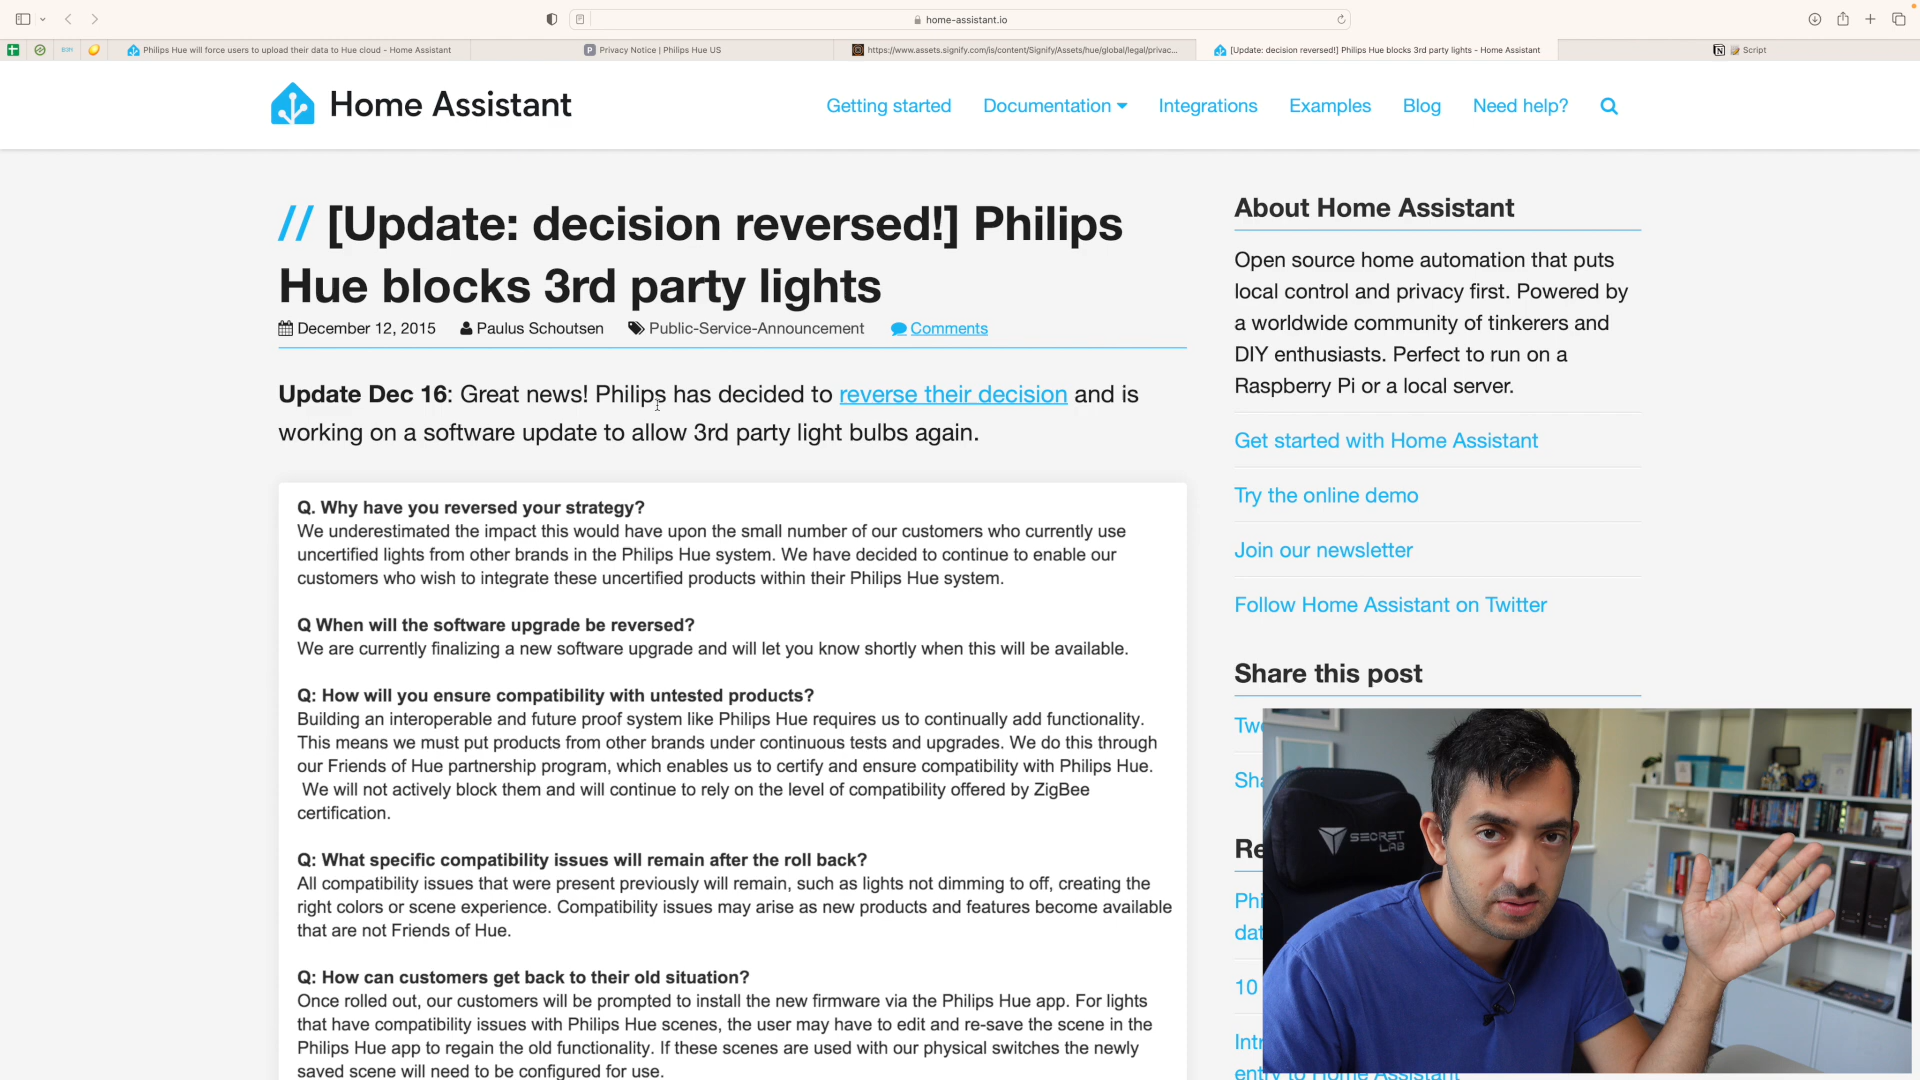 home-assistant.io
Philips Hue will force users to upload their data to Hue cloud - Home Assistant
Privacy Notice | Philips Hue US
https://www.assets.signify.com/is/content/Signify/Assets/hue/global/legal/privac...
[Update: decision reversed!] Philips Hue blocks 3rd party lights - Home Assistant
Script
Home Assistant
Getting started
Documentation
Integrations
Examples
Blog
Need help?
// [Update: decision reversed!] Philips
Hue blocks 3rd party lights
December 12, 2015 Paulus Schoutsen Public-Service-Announcement Comments
Update Dec 16: Great news! Philips has decided to reverse their decision and is
working on a software update to allow 3rd party light bulbs again.
Q. Why have you reversed your strategy?
We underestimated the impact this would have upon the small number of our customers who currently use
uncertified lights from other brands in the Philips Hue system. We have decided to continue to enable our
customers who wish to integrate these uncertified products within their Philips Hue system.
Q When will the software upgrade be reversed?
We are currently finalizing a new software upgrade and will let you know shortly when this will be available.
Q: How will you ensure compatibility with untested products?
Building an interoperable and future proof system like Philips Hue requires us to continually add functionality.
This means we must put products from other brands under continuous tests and upgrades. We do this through
our Friends of Hue partnership program, which enables us to certify and ensure compatibility with Philips Hue.
We will not actively block them and will continue to rely on the level of compatibility offered by ZigBee
certification.
Q: What specific compatibility issues will remain after the roll back?
All compatibility issues that were present previously will remain, such as lights not dimming to off, creating the
right colors or scene experience. Compatibility issues may arise as new products and features become available
that are not Friends of Hue.
Q: How can customers get back to their old situation?
Once rolled out, our customers will be prompted to install the new firmware via the Philips Hue app. For lights
that have compatibility issues with Philips Hue scenes, the user may have to edit and re-save the scene in the
Philips Hue app to regain the old functionality. If these scenes are used with our physical switches the newly
saved scene will need to be configured for use.
About Home Assistant
Open source home automation that puts
local control and privacy first. Powered by
a worldwide community of tinkerers and
DIY enthusiasts. Perfect to run on a
Raspberry Pi or a local server.
Get started with Home Assistant
Try the online demo
Join our newsletter
Follow Home Assistant on Twitter
Share this post
Tw
Sha
Re
Phi
dat
10
Intr
entry to Home Assistant
SECRET
LAB